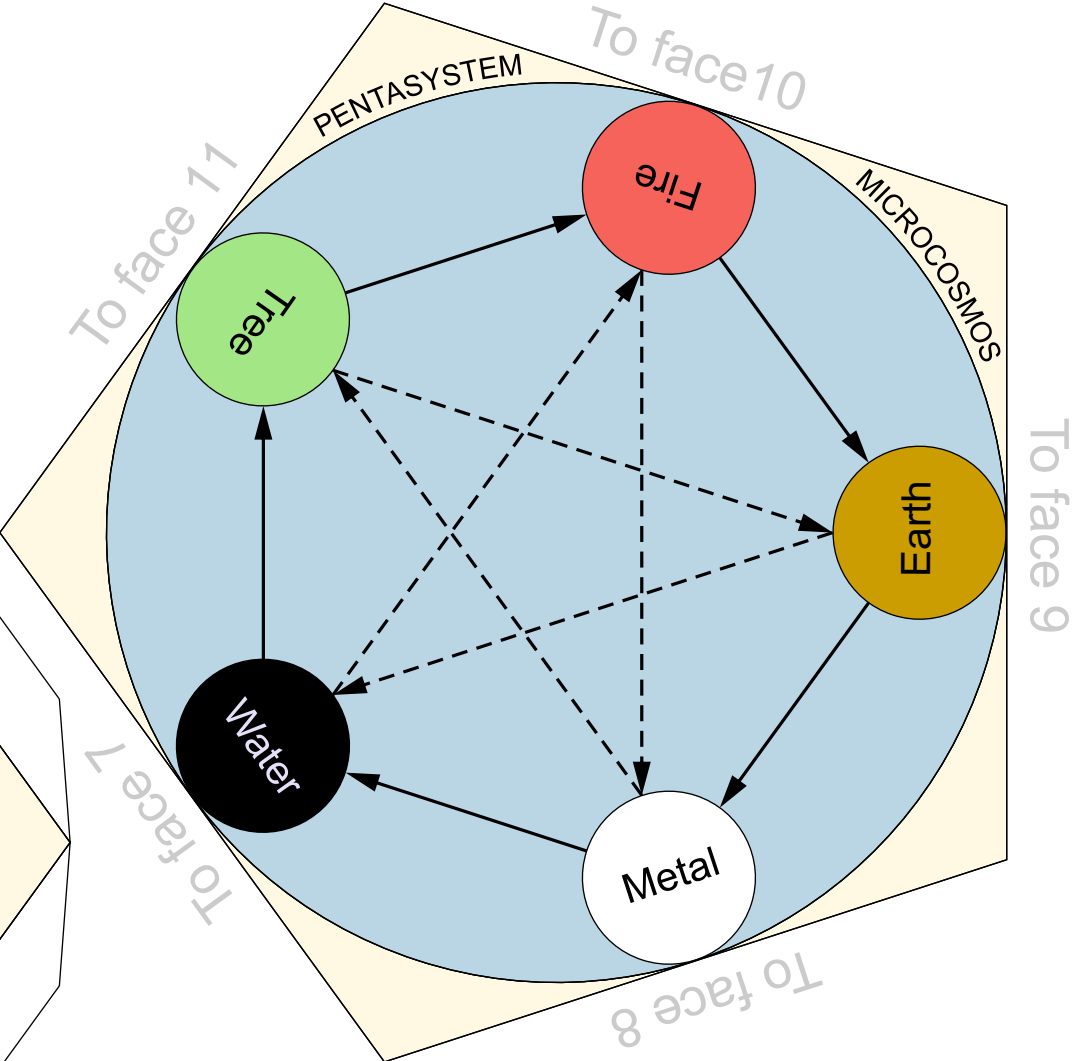 To face10
PENTASYSTEM
MICROCOSMOS
To face 11
Fire
Tree
Earth
To face 9
Water
To face 7
Metal
To face 8